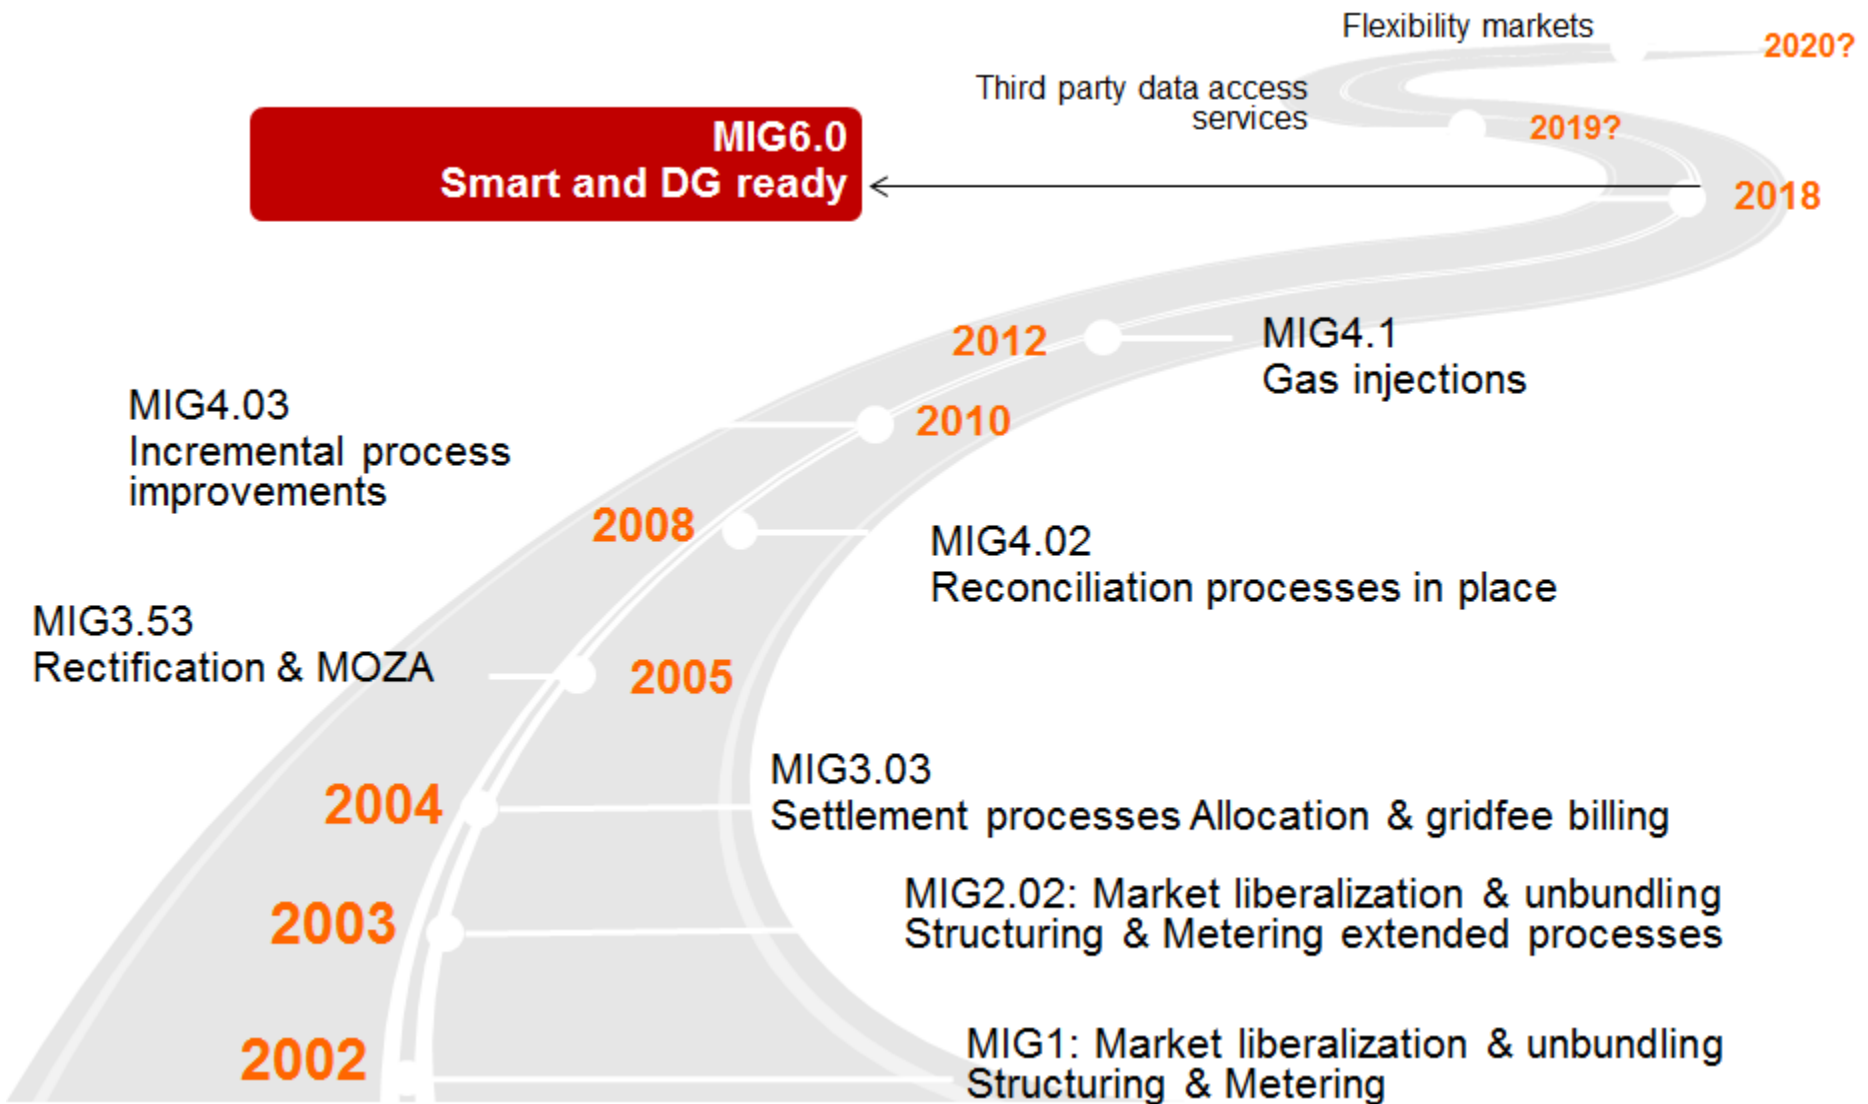 Flexibility markets
2020?
Third party data access
services
2019?
MIG6.0
Smart and DG ready
2018
2012
MIG4.1
Gas injections
MIG4.03
Incremental process
improvements
2010
2008
MIG4.02
Reconciliation processes in place
MIG3.53
Rectification & MOZA
2005
MIG3.03
Settlement processes Allocation & gridfee billing
2004
MIG2.02: Market liberalization & unbundling
Structuring & Metering extended processes
2003
MIG1: Market liberalization & unbundling
Structuring & Metering
2002